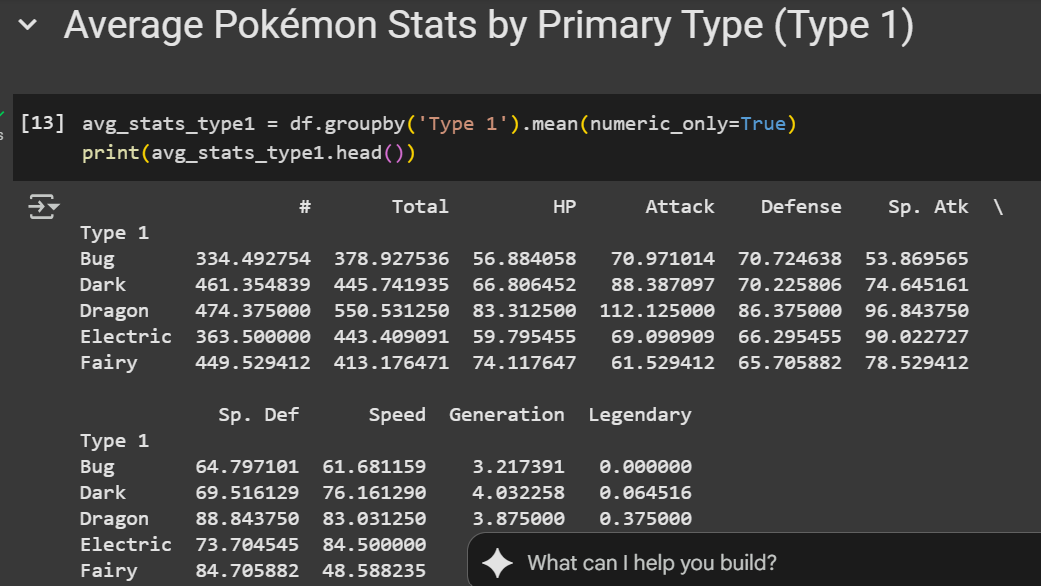 Average Pokémon Stats by Primary Type (Type 1)
[13] avg_stats_type1 = df.groupby('Type 1').mean(numeric_only=True)
print(avg_stats_type1.head())
# Total HP Attack Defense Sp. Atk \
Type 1
Bug 334.492754 378.927536 56.884058 70.971014 70.724638 53.869565
Dark 461.354839 445.741935 66.806452 88.387097 70.225806 74.645161
Dragon 474.375000 550.531250 83.312500 112.125000 86.375000 96.843750
Electric 363.500000 443.409091 59.795455 69.090909 66.295455 90.022727
Fairy 449.529412 413.176471 74.117647 61.529412 65.705882 78.529412
Sp. Def Speed Generation Legendary
Type 1
Bug 64.797101 61.681159 3.217391 0.000000
Dark 69.516129 76.161290 4.032258 0.064516
Dragon 88.843750 83.031250 3.875000 0.375000
Electric 73.704545 84.500000
Fairy 84.705882 48.588235
What can I help you build?